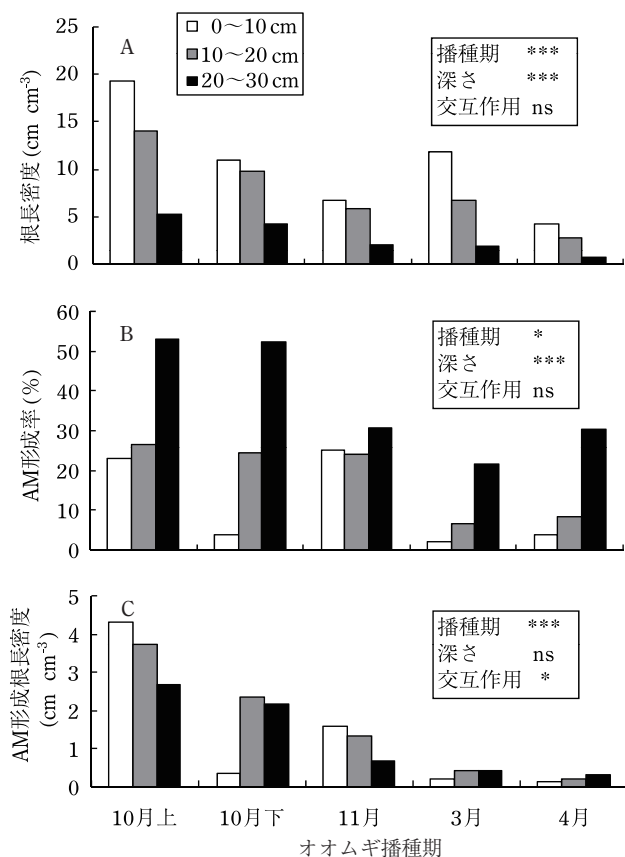 A
0〜10 cm
10〜20 cm
20〜30 cm
播種期 ***
深さ ***
交互作用 ns
根長密度 (cm cm-3)
25
20
15
10
5
0
B
播種期 *
深さ ***
交互作用 ns
AM形成率 (%)
60
50
40
30
20
10
0
C
播種期 ***
深さ ns
交互作用 *
AM形成根長密度
(cm cm-3)
5
4
3
2
1
0
10月上 10月下 11月 3月 4月
オオムギ播種期